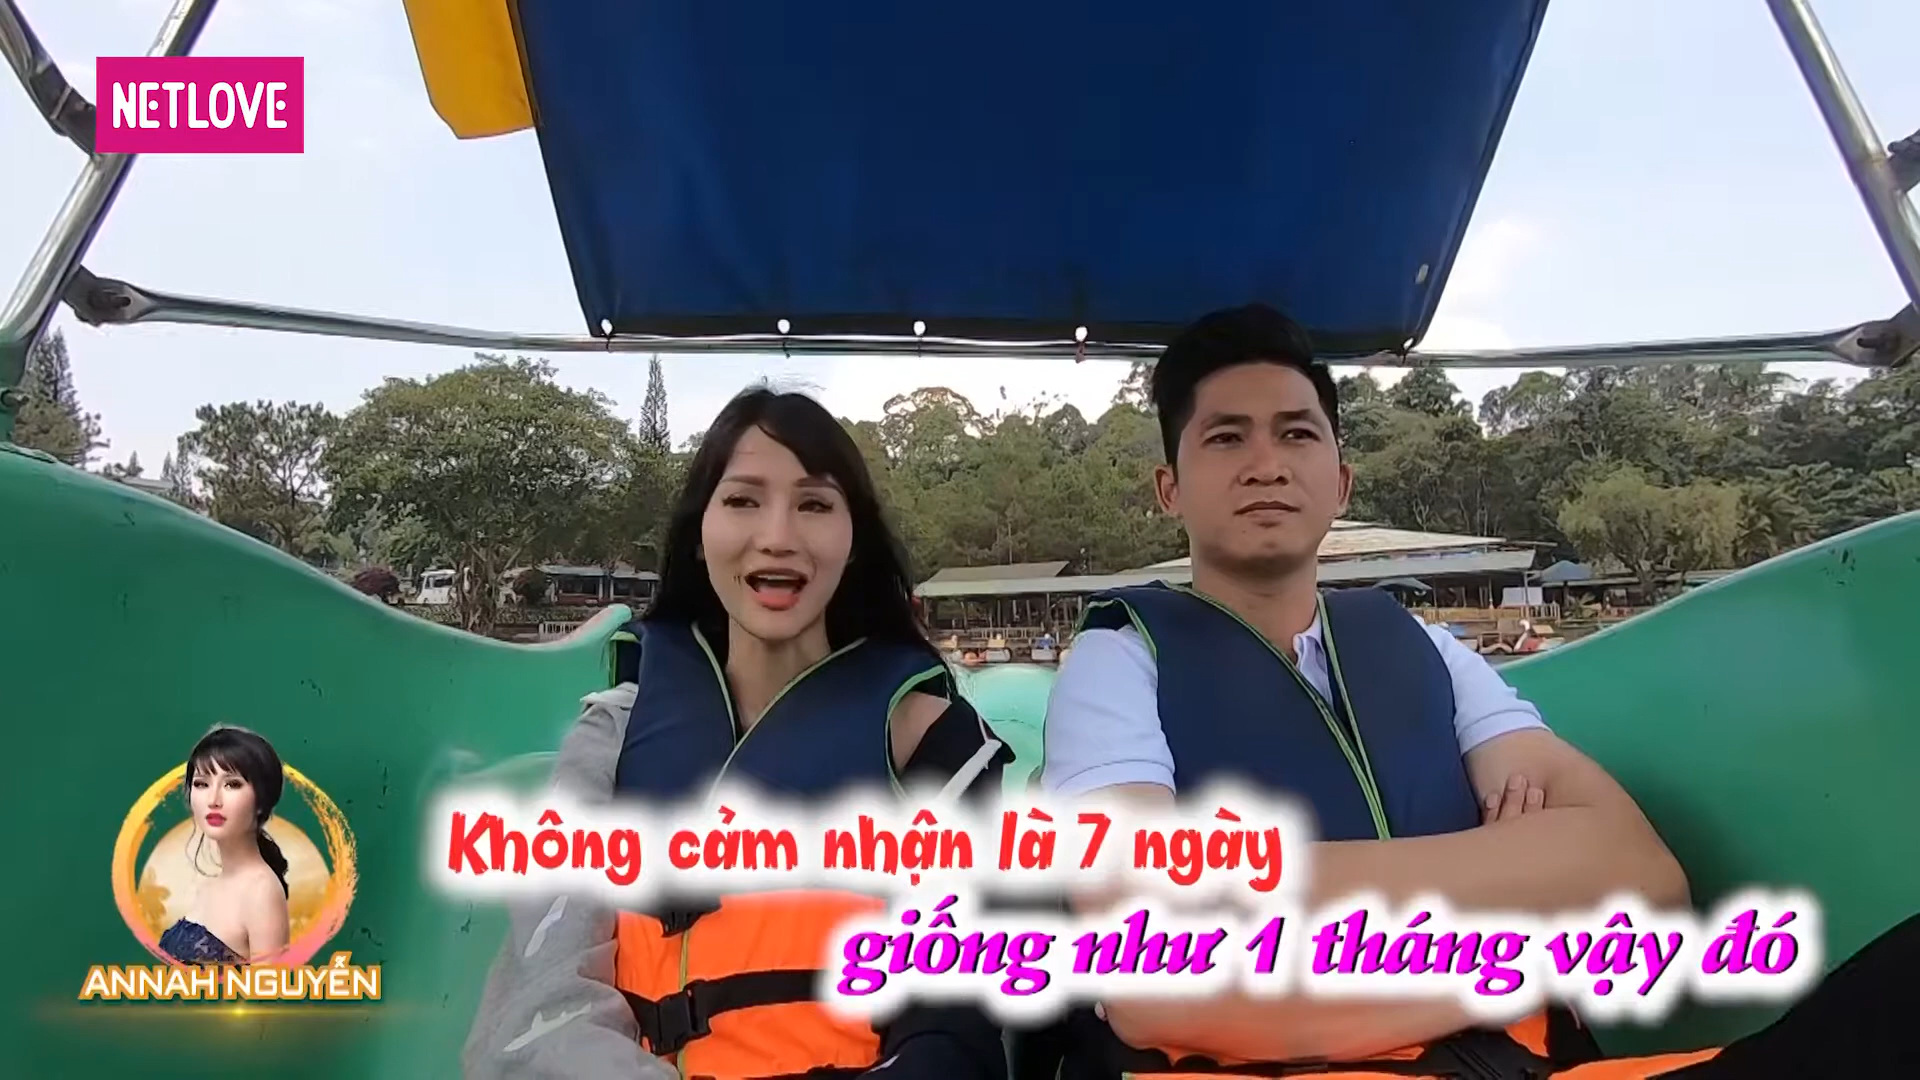 NETLOVE
Không cảm nhận là 7 ngày
giống như 1 tháng vậy đó
ANNAH NGUYỄN